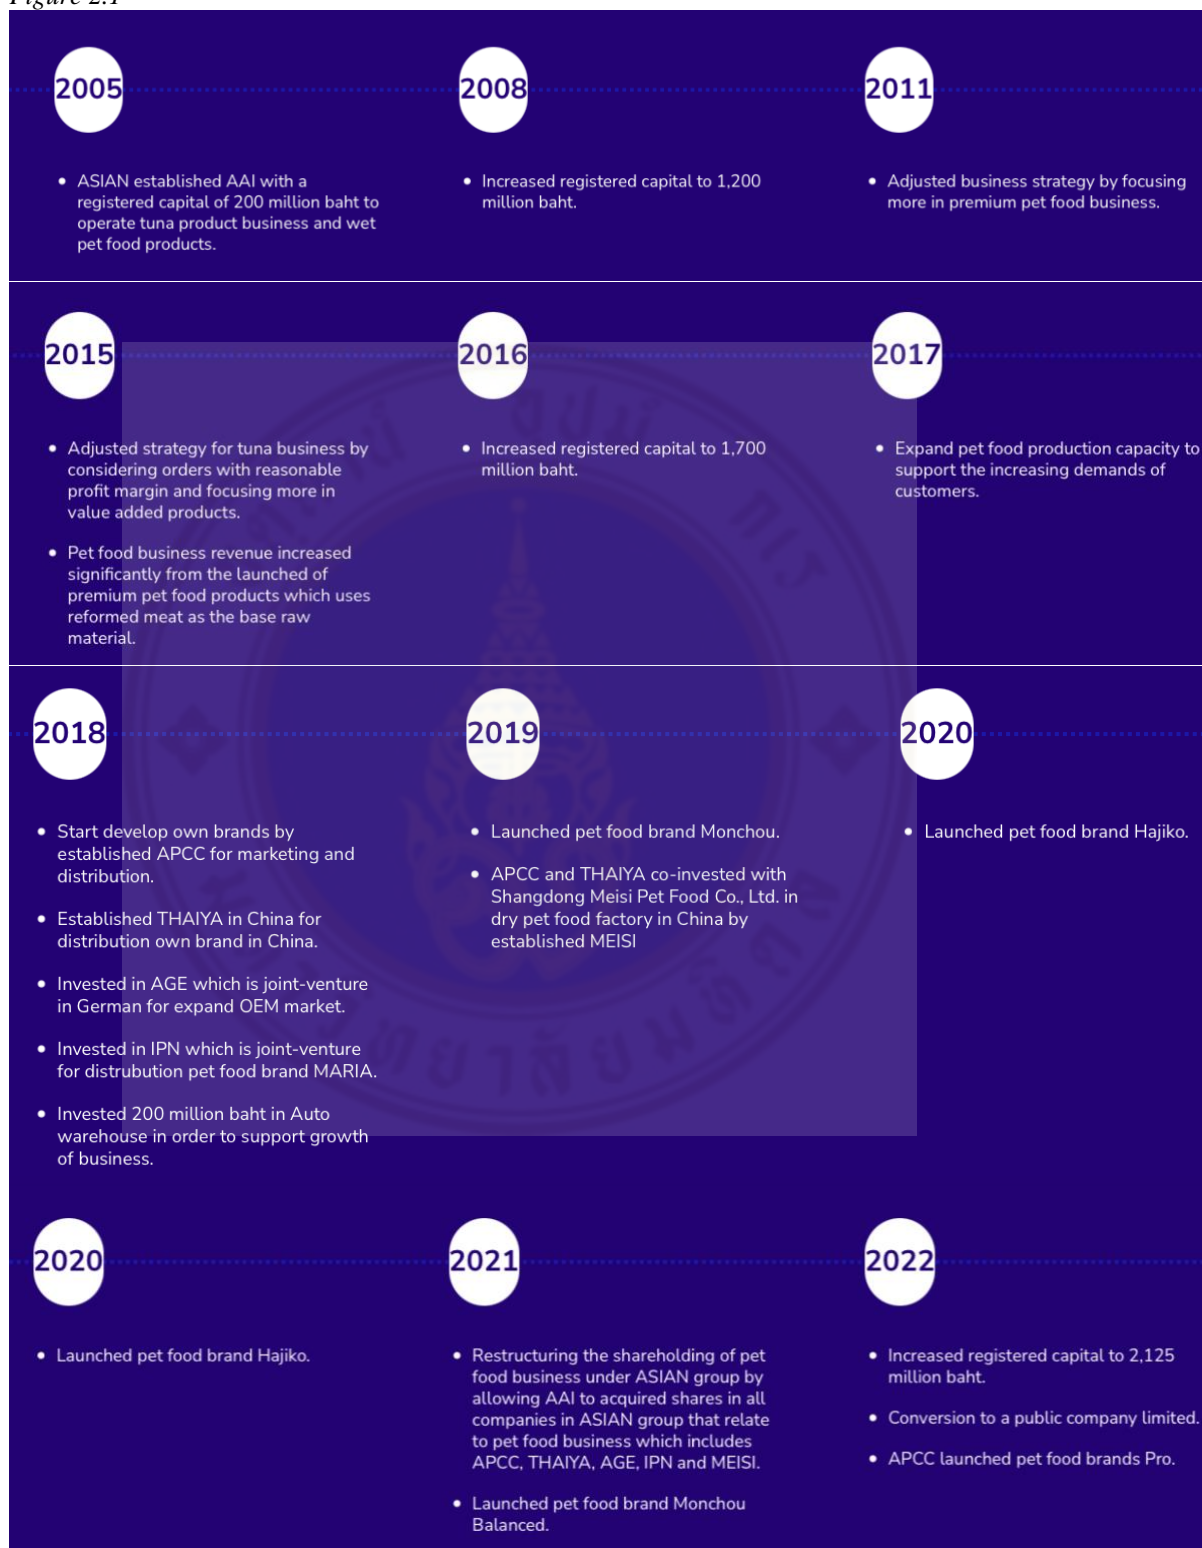 Figure 2.1
2005
2008
2011
ASIAN established AAI with a
registered capital of 200 million baht to
operate tuna product business and wet
pet food products.
Increased registered capital to 1,200
million baht.
Adjusted business strategy by focusing
more in premium pet food business.
2015
2016
2017
Adjusted strategy for tuna business by
considering orders with reasonable
profit margin and focusing more in
value added products.
Pet food business revenue increased
significantly from the launched of
premium pet food products which uses
reformed meat as the base raw
material.
Increased registered capital to 1,700
million baht.
Expand pet food production capacity to
support the increasing demands of
customers.
2018
2019
2020
Start develop own brands by
established APCC for marketing and
distribution.
Established THAIYA in China for
distribution own brand in China.
Invested in AGE which is joint-venture
in German for expand OEM market.
Invested in IPN which is joint-venture
for distrubution pet food brand MARIA.
Invested 200 million baht in Auto
warehouse in order to support growth
of business.
Launched pet food brand Monchou.
APCC and THAIYA co-invested with
Shangdong Meisi Pet Food Co., Ltd. in
dry pet food factory in China by
established MEISI
Launched pet food brand Hajiko.
2020
2021
2022
Launched pet food brand Hajiko.
Restructuring the shareholding of pet
food business under ASIAN group by
allowing AAI to acquired shares in all
companies in ASIAN group that relate
to pet food business which includes
APCC, THAIYA, AGE, IPN and MEISI.
Launched pet food brand Monchou
Balanced.
Increased registered capital to 2,125
million baht.
Conversion to a public company limited.
APCC launched pet food brands Pro.